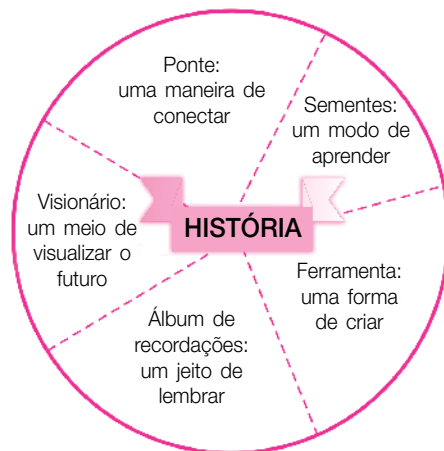 Ponte:
uma maneira de
conectar
Sementes:
um modo de
aprender
Visionário:
um meio de
visualizar o
futuro
HISTÓRIA
Ferramenta:
uma forma
de criar
Álbum de
recordações:
um jeito de
lembrar